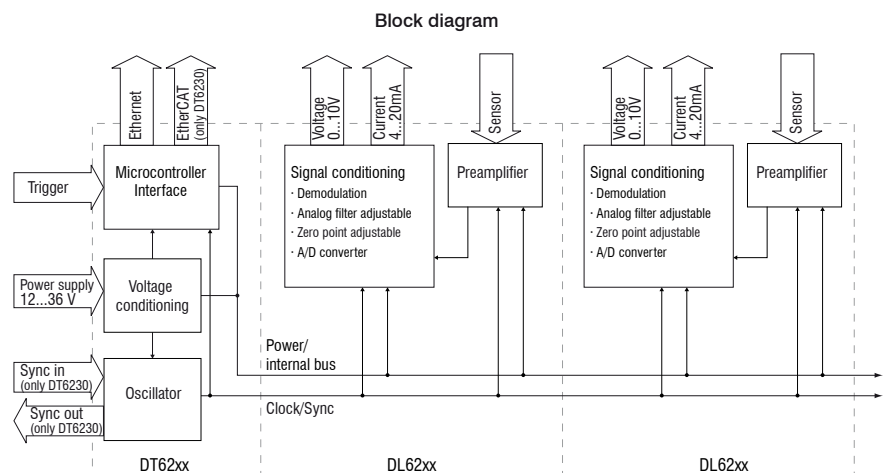 Block diagram
Ethernet
EtherCAT
(only DT6230)
Voltage
0...10V
Current
4...20mA
Sensor
Voltage
0...10V
Current
4...20mA
Sensor
Trigger
Microcontroller
Interface
Signal conditioning
· Demodulation
· Analog filter adjustable
· Zero point adjustable
· A/D converter
Preamplifier
Signal conditioning
· Demodulation
· Analog filter adjustable
· Zero point adjustable
· A/D converter
Preamplifier
Power supply
12...36 V
Voltage
conditioning
Power/
internal bus
Sync in
(only DT6230)
Oscillator
Clock/Sync
Sync out
(only DT6230)
DT62xx
DL62xx
DL62xx